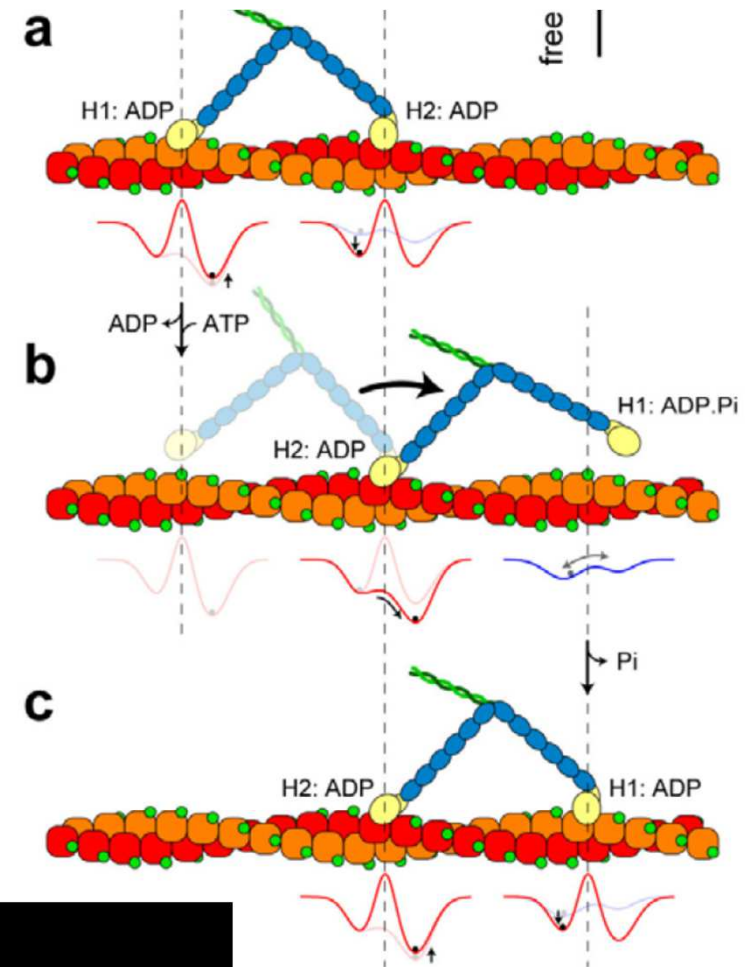 a
free
H1: ADP
H2: ADP
ADP
ATP
b
H1: ADP.Pi
H2: ADP
Pi
c
H2: ADP
H1: ADP